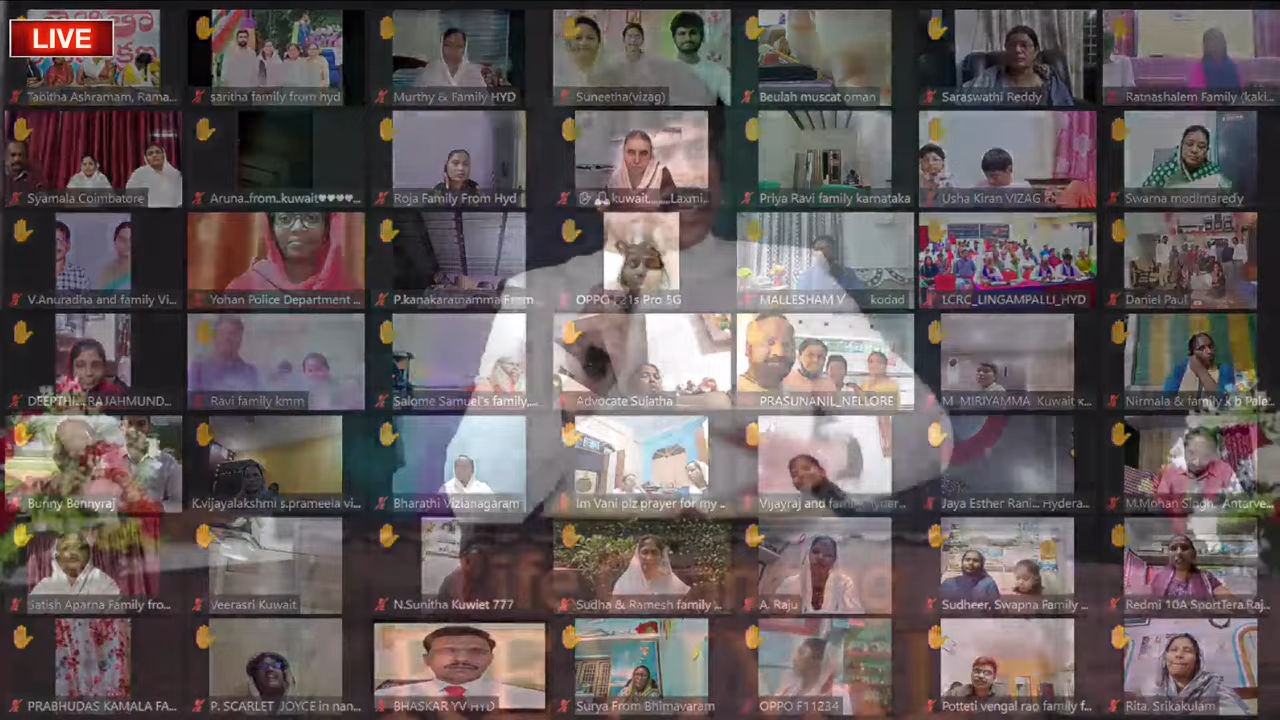 LIVE
Tabitha Ashramam, Rama...
saritha family from hyd
Murthy & Family HYD
Suneetha(vizag)
Beulah muscat oman
Saraswathi Reddy
Ratnashalem Family (kaki...
Syamala Coimbatore
Aruna..from..kuwait♥♥♥♥...
Roja Family From Hyd
kuwait.......Laxmi...
Priya Ravi family karnataka
Usha Kiran VIZAG
Swarna modimaredy
V.Anuradha and family Vi...
Yohan Police Department ...
P.kanakaratnamma From
OPPO F21s Pro 5G
MALLESHAM V kodad
LCRC_LINGAMPALLI_HYD
Daniel Paul
DEEPTHI...RAJAHMUND...
Ravi family kmm
Salome Samuel's family,...
Advocate Sujatha
PRASUNANIL_NELLORE
M MIRIYAMMA Kuwait K...
Nirmala & family.k b Pale...
Bunny Bennyraj
K.vijayalakshmi s.prameela vi...
Bharathi Vizianagaram
Im Vani plz prayer for my ...
Vijayraj and family hyder...
Jaya Esther Rani... Hydera...
M.Mohan Singh. Antarve...
Satish Aparna Family fro...
Veerasri Kuwait
N.Sunitha Kuwiet 777
Sudha & Ramesh family ...
A. Raju
Sudheer, Swapna Family ...
Redmi 10A SportTera.Raj...
PRABHUDAS KAMALA FA...
P. SCARLET JOYCE in nan...
BHASKAR YV HYD
Surya From Bhimavaram
OPPO F11234
Potteti vengal rao family f...
Rita. Srikakulam